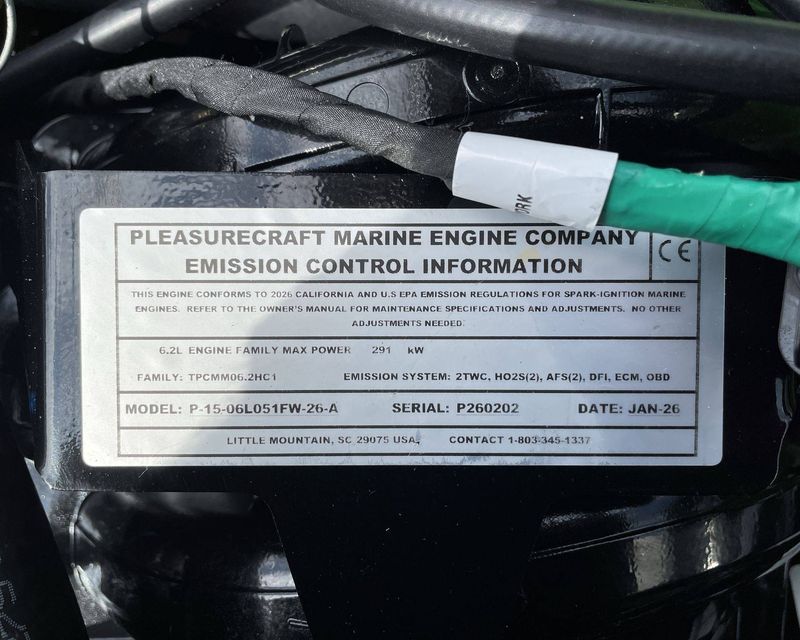 ORK
PLEASURECRAFT MARINE ENGINE COMPANY
EMISSION CONTROL INFORMATION
CE
THIS ENGINE CONFORMS TO 2026 CALIFORNIA AND U.S EPA EMISSION REGULATIONS FOR SPARK-IGNITION MARINE
ENGINES. REFER TO THE OWNER'S MANUAL FOR MAINTENANCE SPECIFICATIONS AND ADJUSTMENTS. NO OTHER
ADJUSTMENTS NEEDED.
6.2L ENGINE FAMILY MAX POWER 291 kW
FAMILY: TPCMM06.2HC1 EMISSION SYSTEM: 2TWC, HO2S(2), AFS(2), DFI, ECM, OBD
MODEL: P-15-06L051FW-26-A SERIAL: P260202 DATE: JAN-26
LITTLE MOUNTAIN, SC 29075 USA, CONTACT 1-803-345-1337